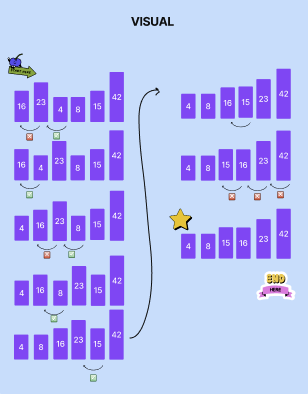 VISUAL
START HERE
16 23 4 8 15 42
16 4 23 8 15 42
4 16 23 8 15 42
4 16 8 23 15 42
4 8 16 23 15 42
4 8 16 15 23 42
4 8 15 16 23 42
4 8 15 16 23 42
END
HERE